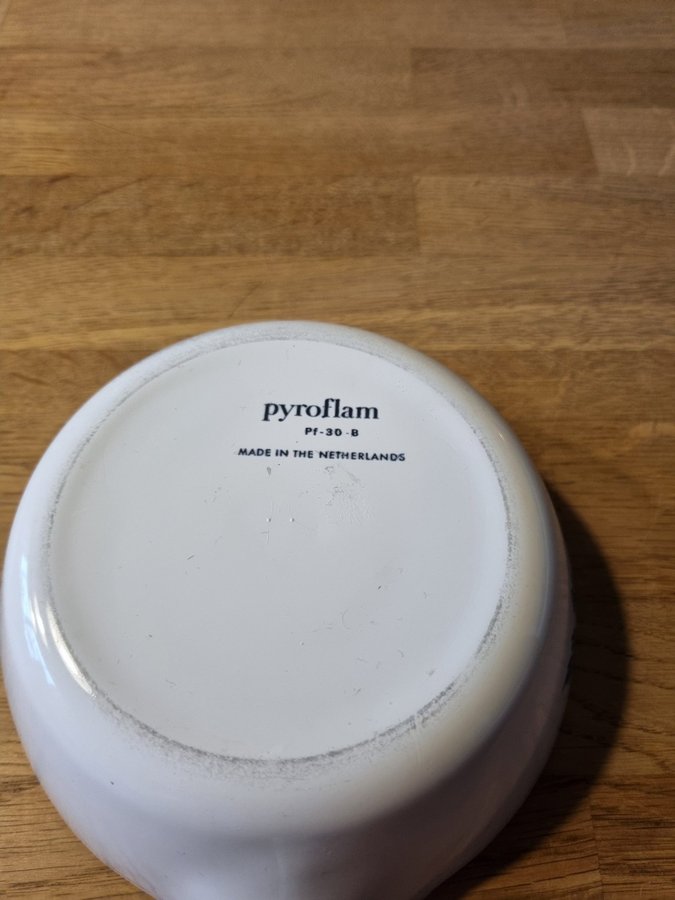 pyroflam
Pf-30-B
MADE IN THE NETHERLANDS